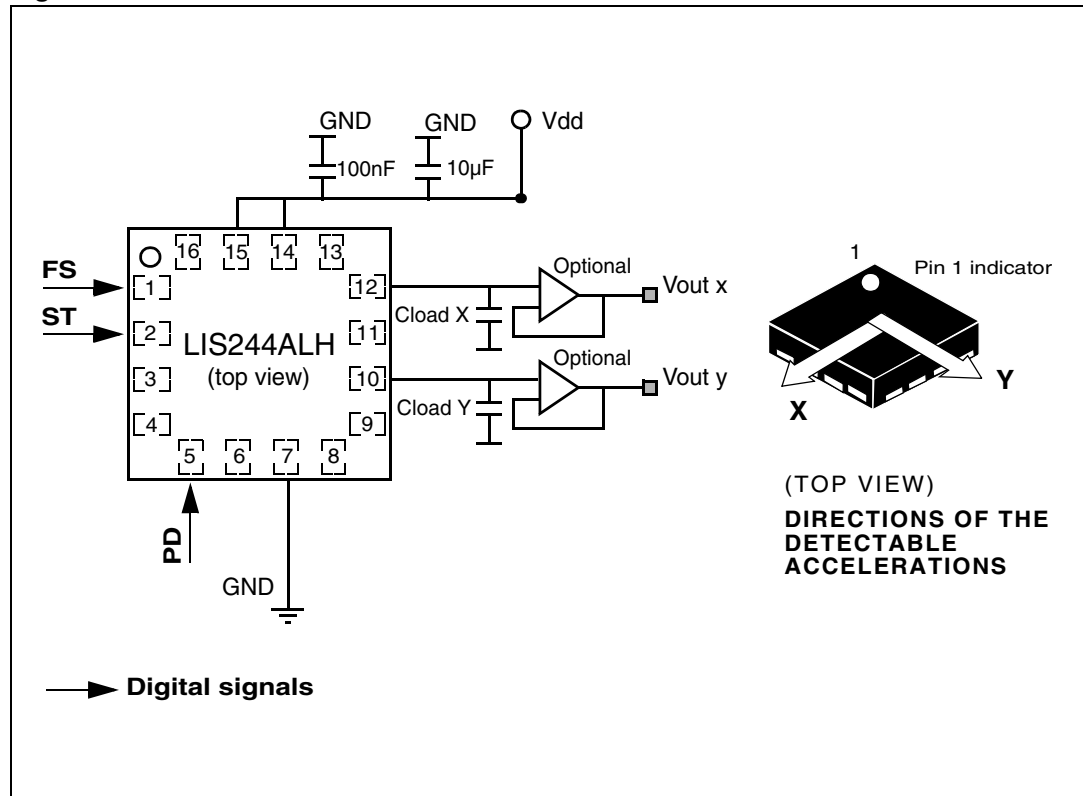 GND
GND
Vdd
100nF
10µF
16
15
14
13
FS
1
12
Cload X
Optional
Vout x
ST
2
11
LIS244ALH
(top view)
3
10
Cload Y
Optional
Vout y
4
9
5
6
7
8
PD
GND
1
Pin 1 indicator
X
Y
(TOP VIEW)
DIRECTIONS OF THE
DETECTABLE
ACCELERATIONS
Digital signals